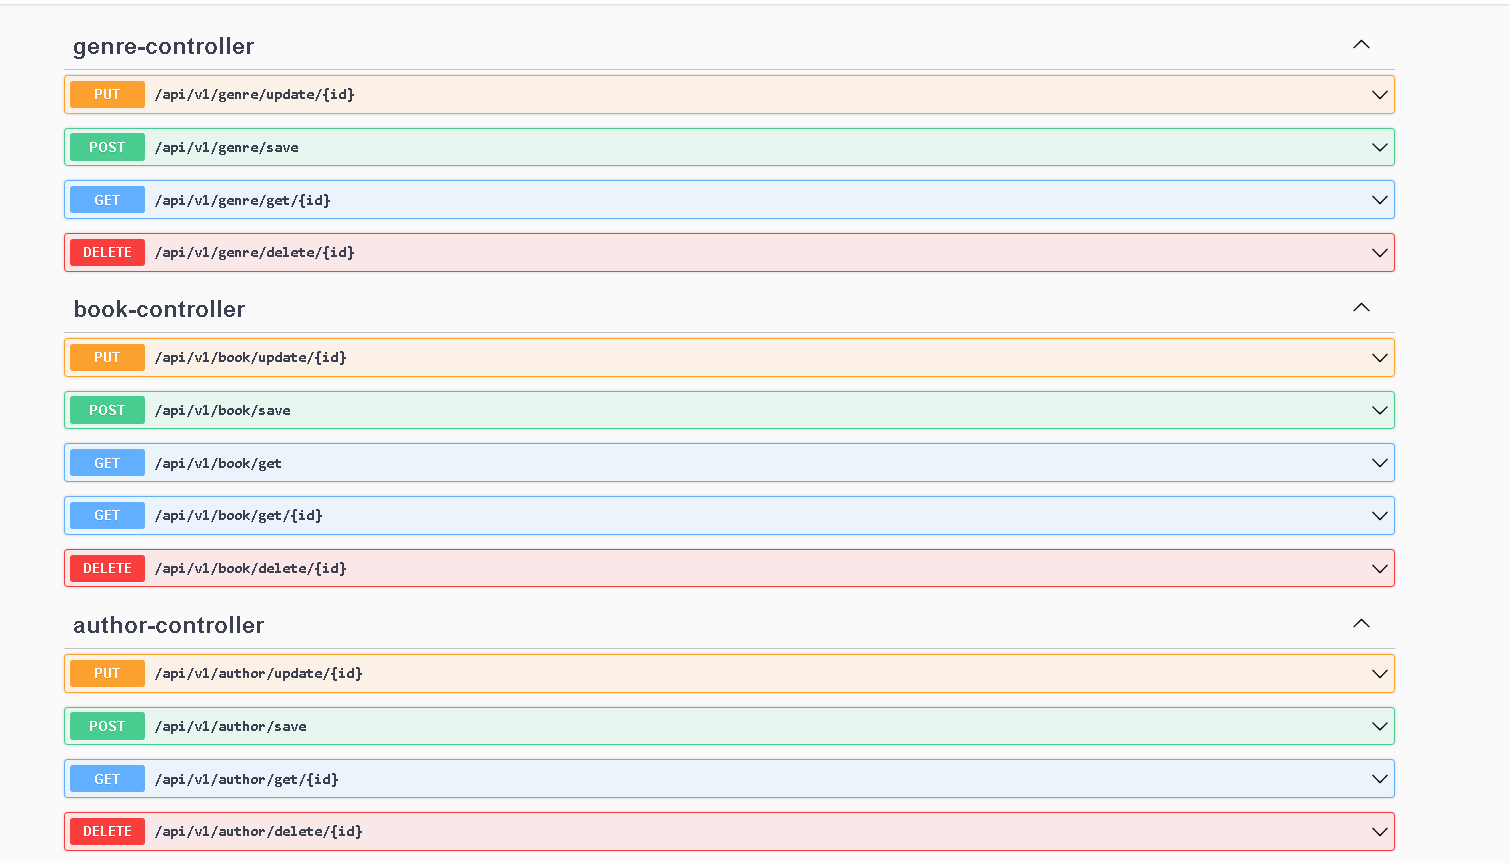 genre-controller
PUT /api/v1/genre/update/{id}
POST /api/v1/genre/save
GET /api/v1/genre/get/{id}
DELETE /api/v1/genre/delete/{id}
book-controller
PUT /api/v1/book/update/{id}
POST /api/v1/book/save
GET /api/v1/book/get
GET /api/v1/book/get/{id}
DELETE /api/v1/book/delete/{id}
author-controller
PUT /api/v1/author/update/{id}
POST /api/v1/author/save
GET /api/v1/author/get/{id}
DELETE /api/v1/author/delete/{id}